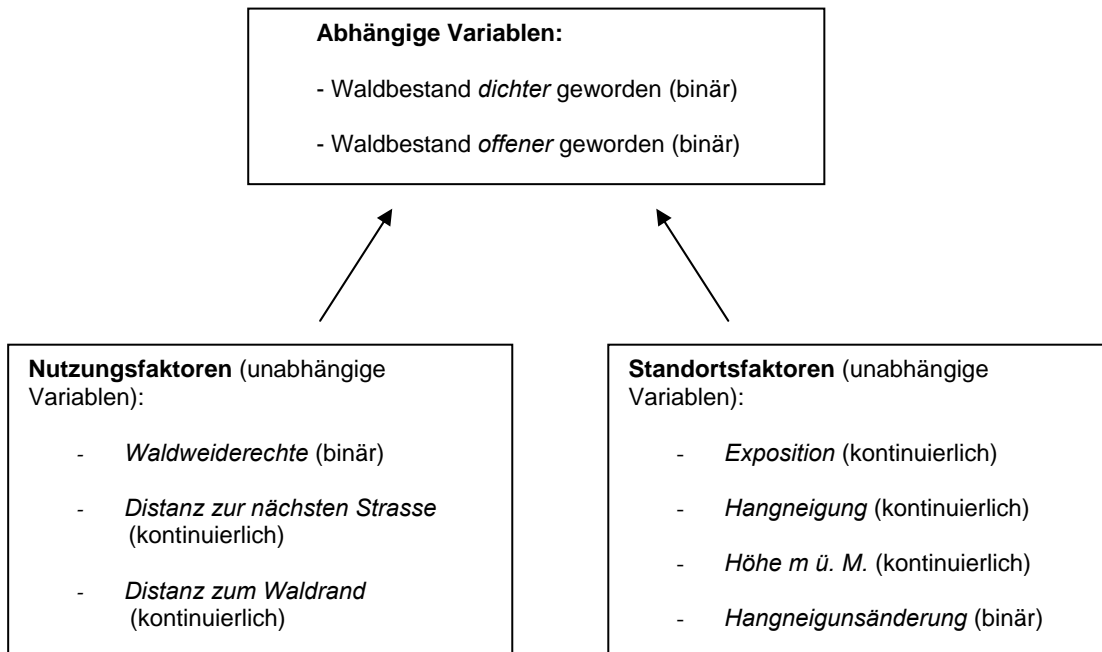 Abhängige Variablen:
- Waldbestand dichter geworden (binär)
- Waldbestand offener geworden (binär)
Nutzungsfaktoren (unabhängige
Variablen):
- Waldweiderechte (binär)
- Distanz zur nächsten Strasse
(kontinuierlich)
- Distanz zum Waldrand
(kontinuierlich)
Standortsfaktoren (unabhängige
Variablen):
- Exposition (kontinuierlich)
- Hangneigung (kontinuierlich)
- Höhe m ü. M. (kontinuierlich)
- Hangneigunsänderung (binär)